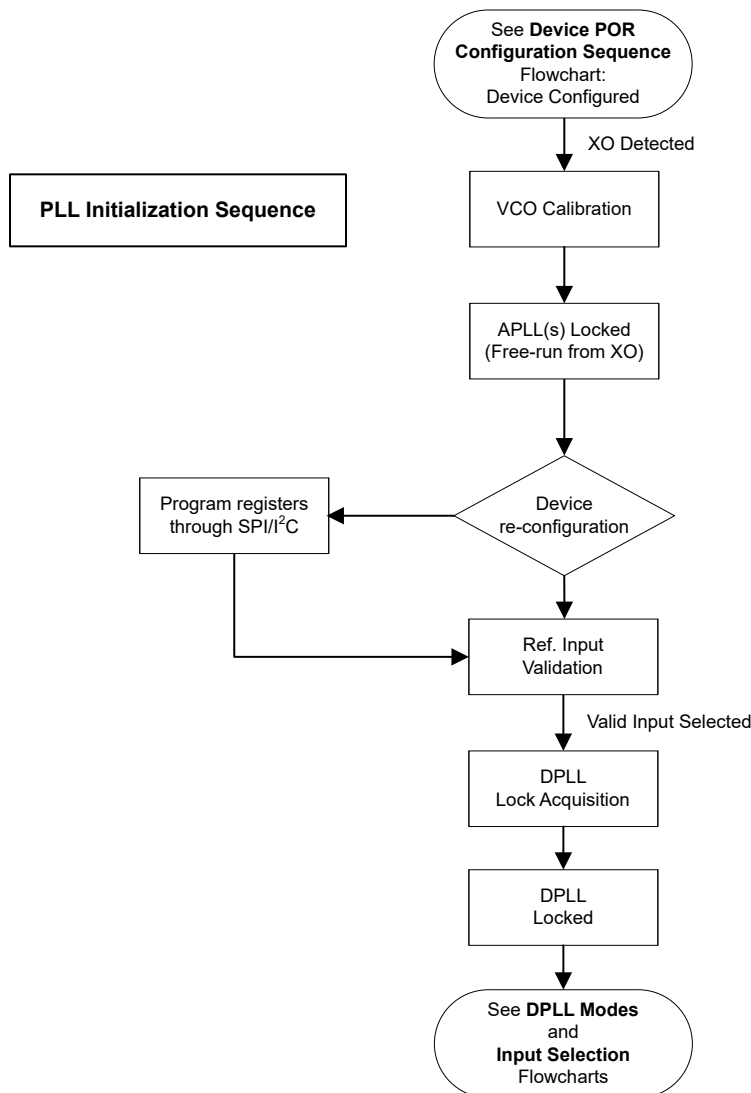 See Device POR
Configuration Sequence
Flowchart:
Device Configured
XO Detected
PLL Initialization Sequence
VCO Calibration
APLL(s) Locked
(Free-run from XO)
Device
re-configuration
Program registers
through SPI/I²C
Ref. Input
Validation
Valid Input Selected
DPLL
Lock Acquisition
DPLL
Locked
See DPLL Modes
and
Input Selection
Flowcharts